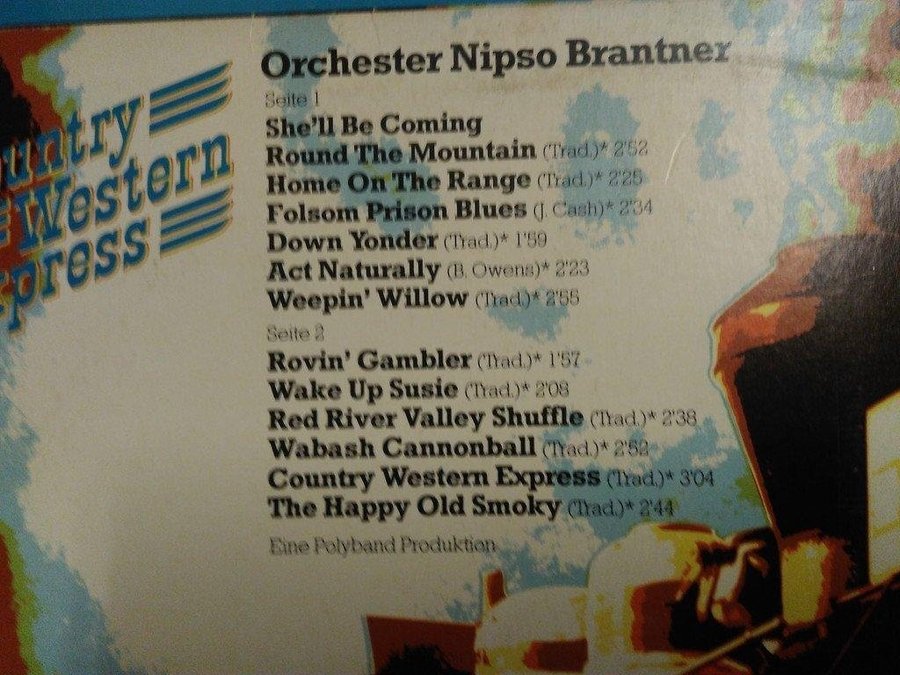 Orchester Nipso Brantner
Seite 1
She'll Be Coming
Round The Mountain (Trad.)* 2'52
Home On The Range (Trad.)* 2'25
Folsom Prison Blues (J. Cash)* 2'34
Down Yonder (Trad.)* 1'59
Act Naturally (B. Owens)* 2'23
Weepin' Willow (Trad.)* 2'55
Seite 2
Rovin' Gambler (Trad.)* 1'57
Wake Up Susie (Trad.)* 2'08
Red River Valley Shuffle (Trad.)* 2'38
Wabash Cannonball (Trad.)* 2'52
Country Western Express (Trad.)* 3'04
The Happy Old Smoky (Trad.)* 2'44
Eine Polyband Produktion
untry
Western
xpress